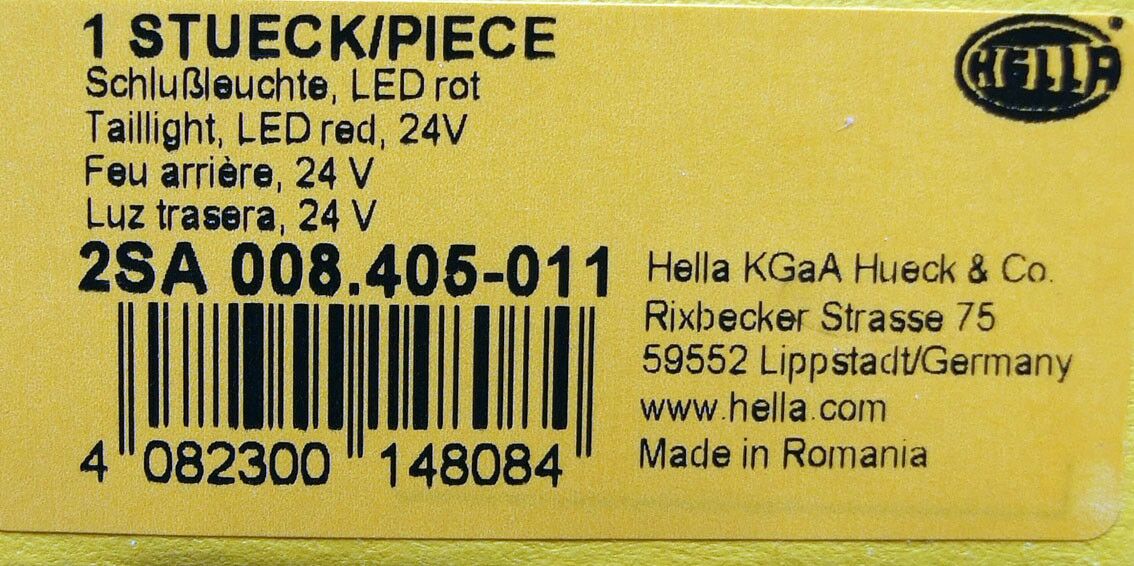 1 STUECK/PIECE
HELLA
Schlußleuchte, LED rot
Taillight, LED red, 24V
Feu arrière, 24 V
Luz trasera, 24 V
2SA 008.405-011
4 082300 148084
Hella KGaA Hueck & Co.
Rixbecker Strasse 75
59552 Lippstadt/Germany
www.hella.com
Made in Romania